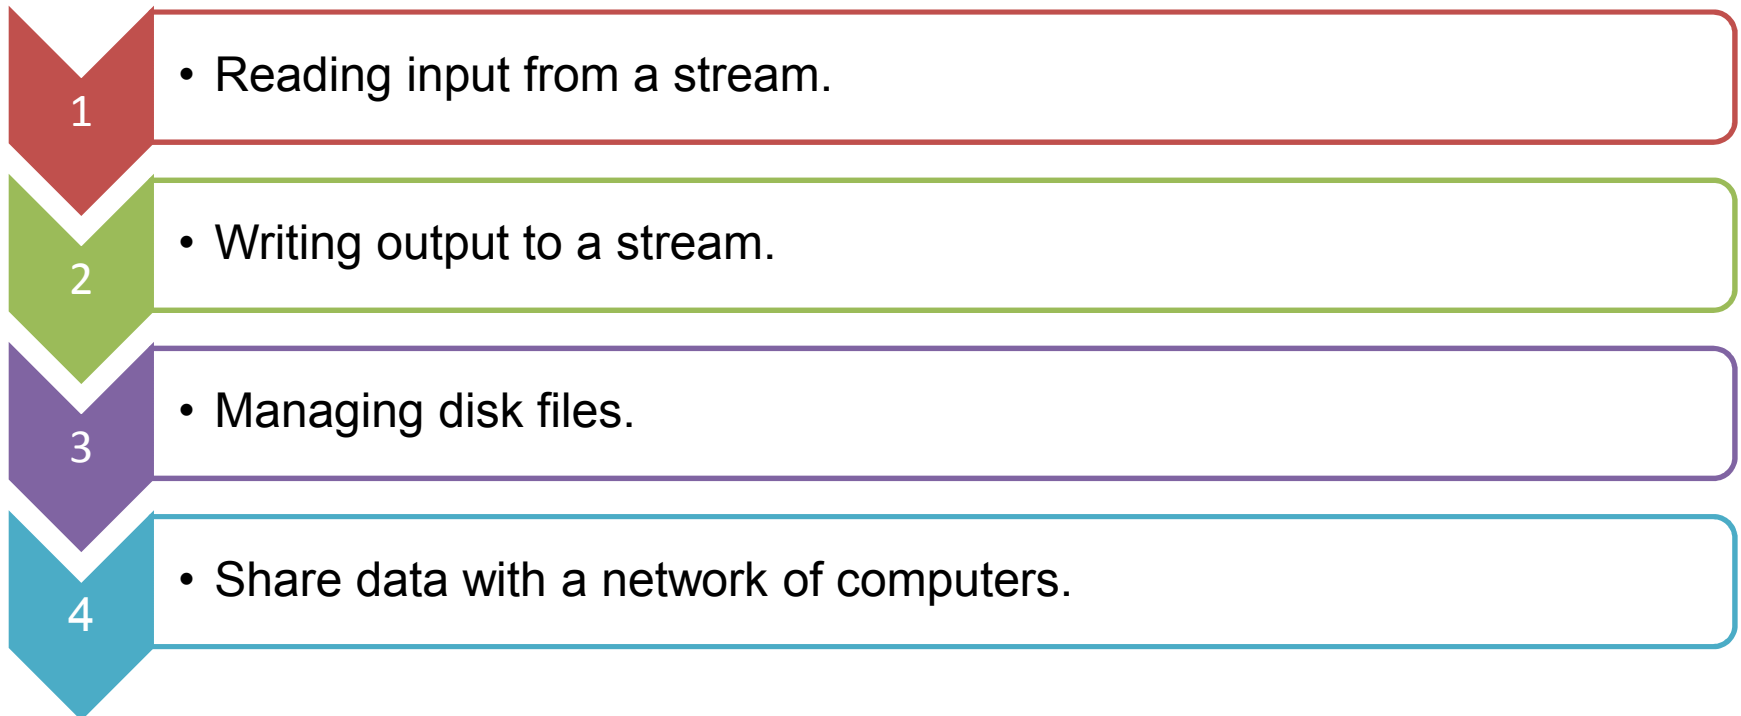 1
• Reading input from a stream.
2
• Writing output to a stream.
3
• Managing disk files.
4
• Share data with a network of computers.